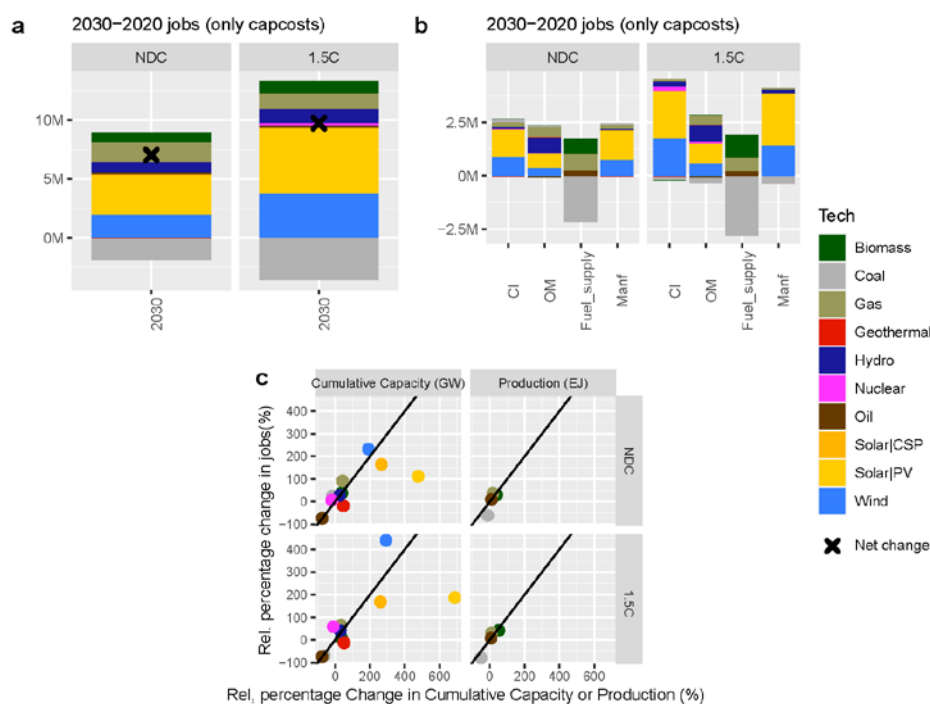 a
2030−2020 jobs (only capcosts)
NDC
1.5C
10M
5M
0M
2030
2030
b
2030−2020 jobs (only capcosts)
NDC
1.5C
2.5M
0M
−2.5M
CI
OM
Fuel_supply
Manf
CI
OM
Fuel_supply
Manf
Tech
Biomass
Coal
Gas
Geothermal
Hydro
Nuclear
Oil
Solar|CSP
Solar|PV
Wind
Net change
c
Cumulative Capacity (GW)
Production (EJ)
Rel, percentage change in jobs(%)
400
300
200
100
0
−100
NDC
400
300
200
100
0
−100
1.5C
0
200
400
600
0
200
400
600
Rel, percentage Change in Cumulative Capacity or Production (%)